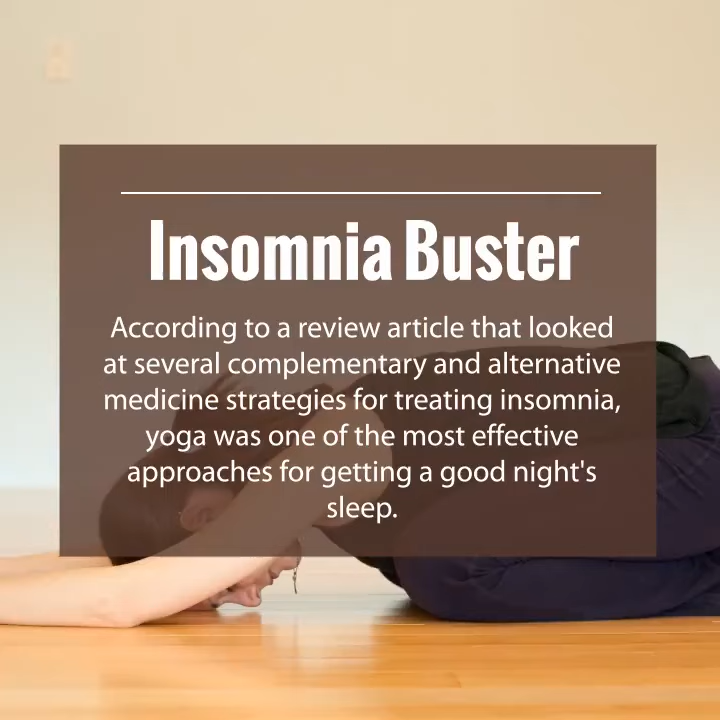 Insomnia Buster
According to a review article that looked
at several complementary and alternative
medicine strategies for treating insomnia,
yoga was one of the most effective
approaches for getting a good night's
sleep.